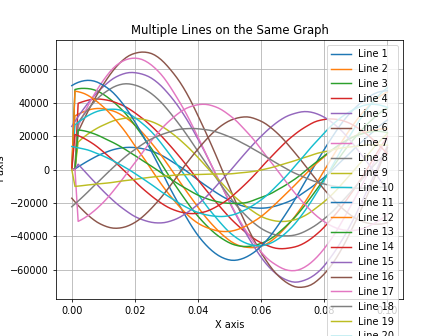 Multiple Lines on the Same Graph
60000
40000
20000
0
−20000
−40000
−60000
0.00
0.02
0.04
0.06
X axis
Line 1
Line 2
Line 3
Line 4
Line 5
Line 6
Line 7
Line 8
Line 9
Line 10
Line 11
Line 12
Line 13
Line 14
Line 15
Line 16
Line 17
Line 18
Line 19